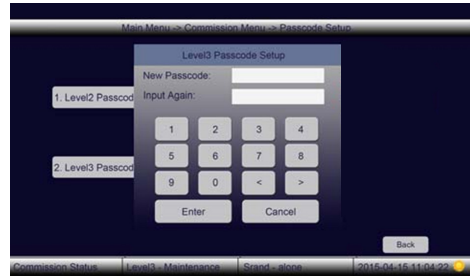 Main Menu -> Commission Menu -> Passcode Setup
Level3 Passcode Setup
New Passcode:
Input Again:
1. Level2 Passcod
2. Level3 Passcod
1 2 3 4
5 6 7 8
9 0 < >
Enter Cancel
Back
Commission Status Level3 - Maintenance Srand - alone 2015-04-15 11:04:22